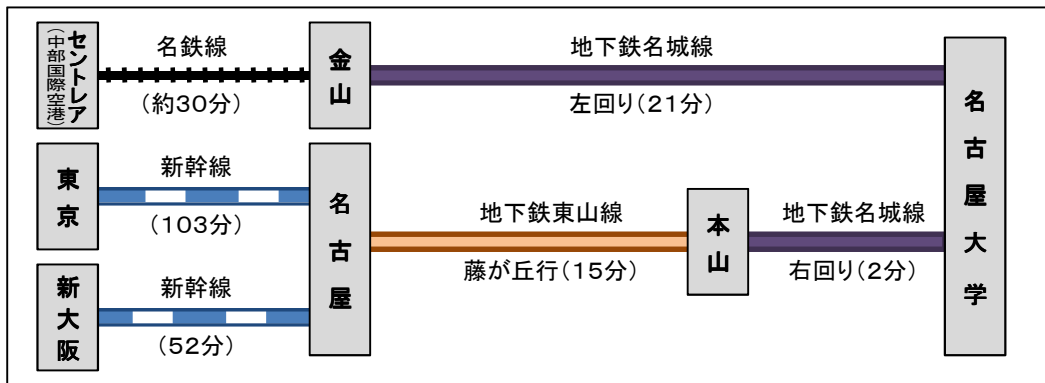 セントレア
(中部国際空港)
名鉄線
(約30分)
金山
地下鉄名城線
左回り(21分)
名古屋大学
東京
新幹線
(103分)
名古屋
地下鉄東山線
藤が丘行(15分)
本山
地下鉄名城線
右回り(2分)
新大阪
新幹線
(52分)